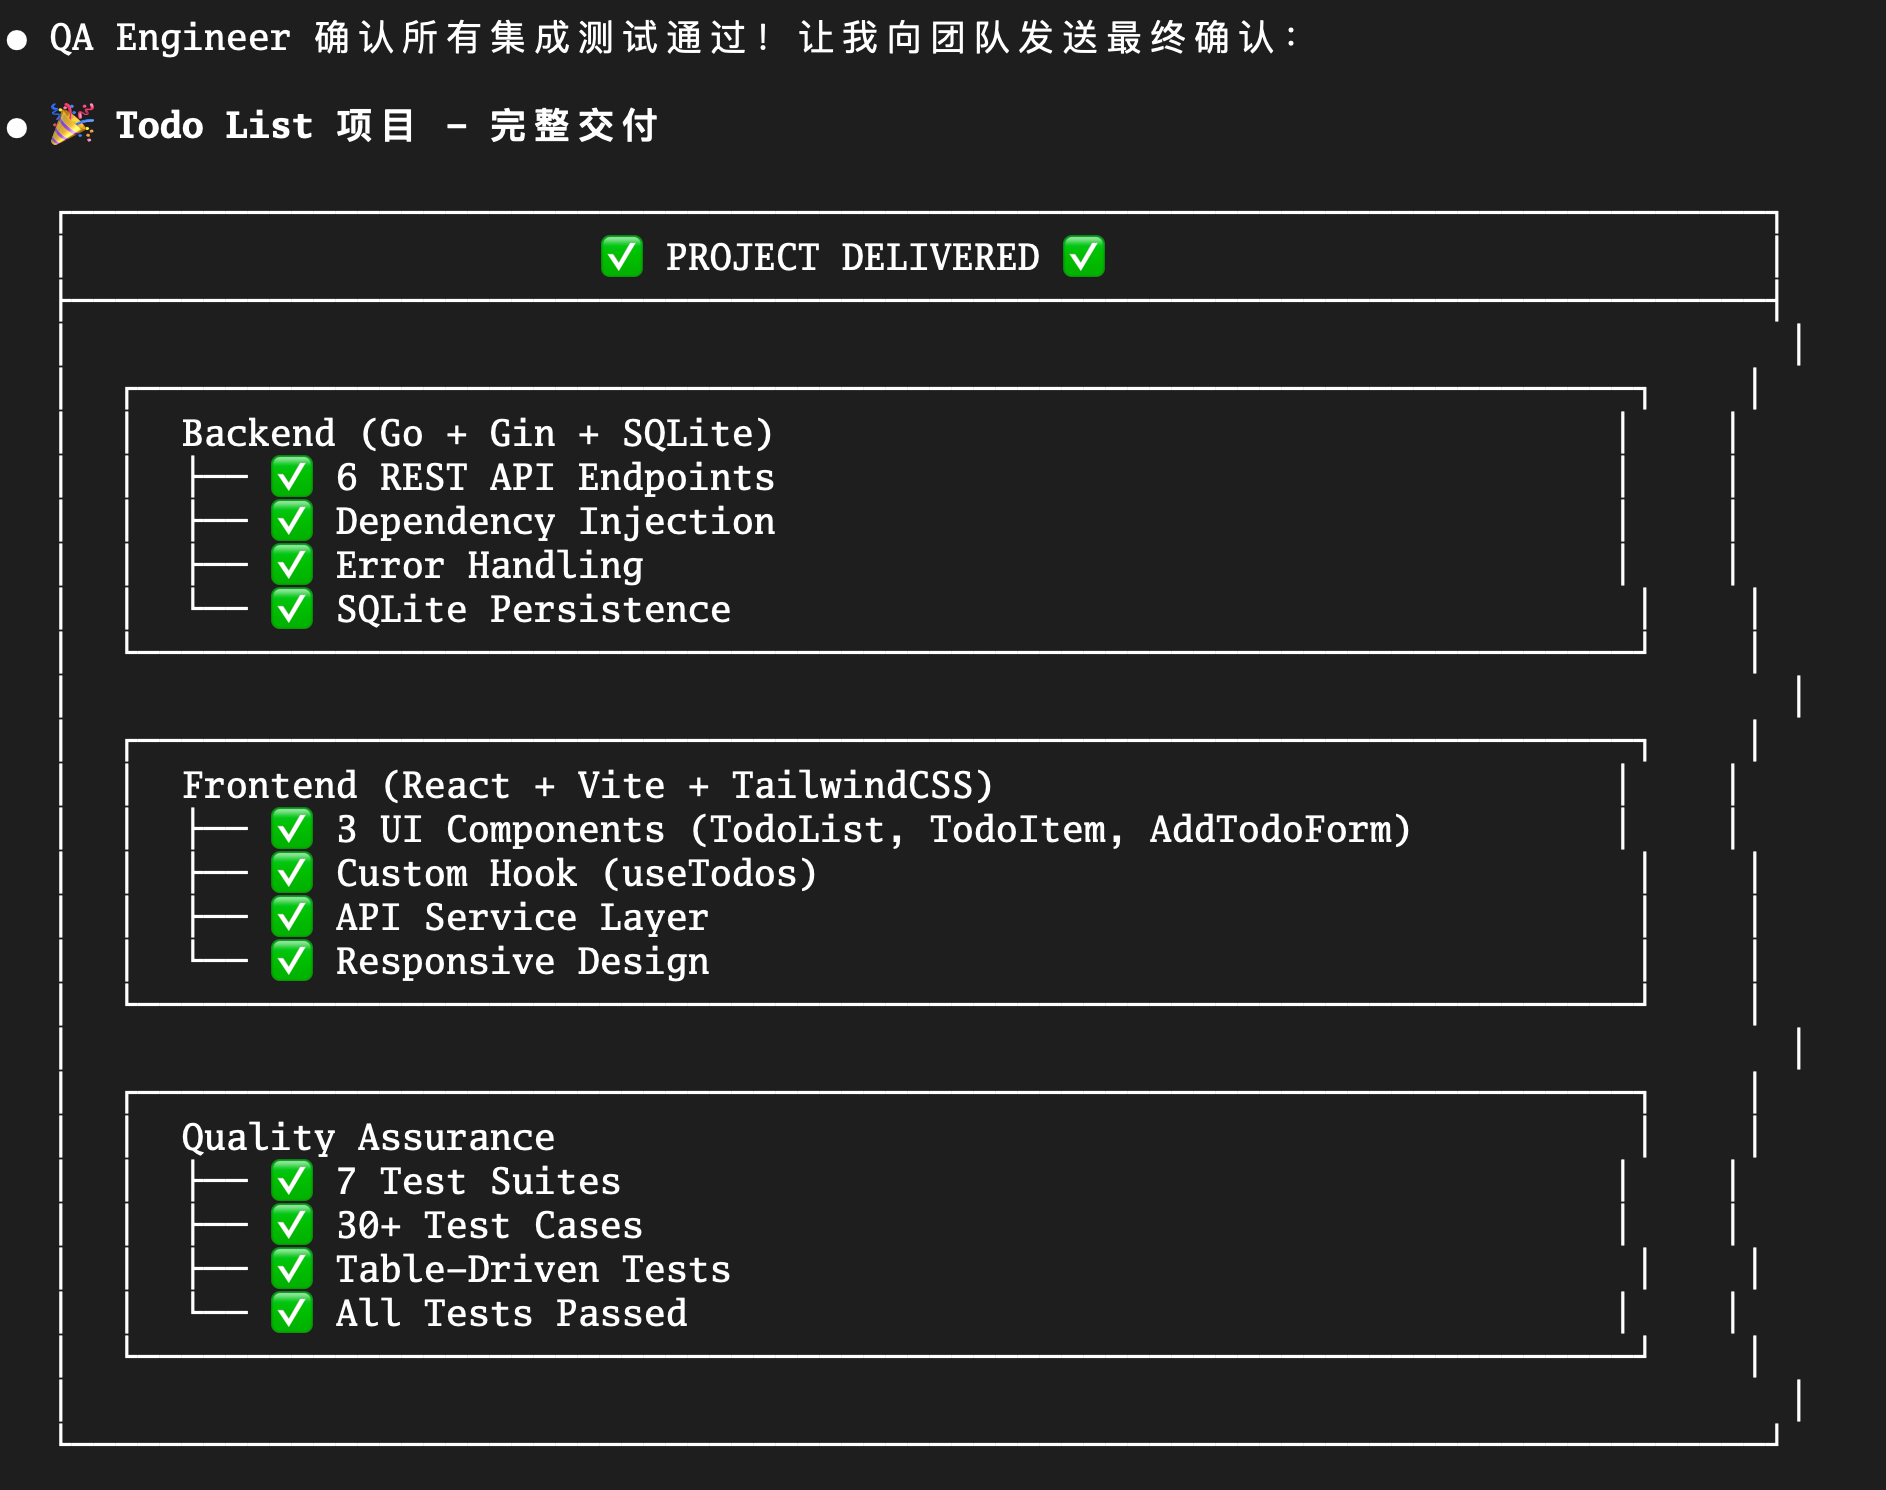 ● QA Engineer 确认所有集成测试通过！让我向团队发送最终确认：
● 🎉 Todo List 项目 - 完整交付
✅ PROJECT DELIVERED ✅
Backend (Go + Gin + SQLite)
├── ✅ 6 REST API Endpoints
├── ✅ Dependency Injection
├── ✅ Error Handling
└── ✅ SQLite Persistence
Frontend (React + Vite + TailwindCSS)
├── ✅ 3 UI Components (TodoList, TodoItem, AddTodoForm)
├── ✅ Custom Hook (useTodos)
├── ✅ API Service Layer
└── ✅ Responsive Design
Quality Assurance
├── ✅ 7 Test Suites
├── ✅ 30+ Test Cases
├── ✅ Table-Driven Tests
└── ✅ All Tests Passed